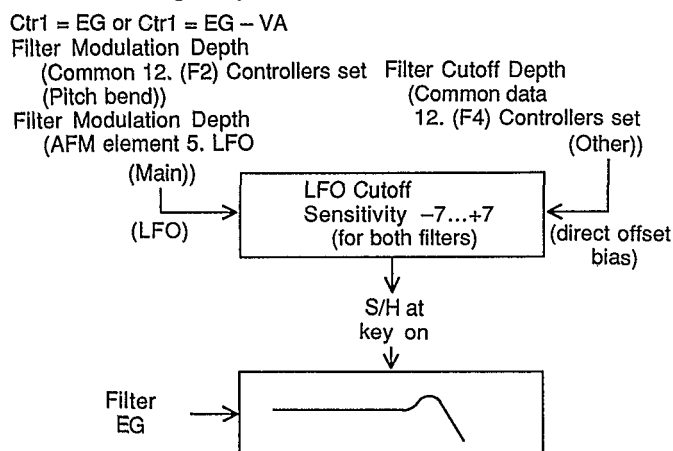 Ctr1 = EG or Ctr1 = EG – VA
Filter Modulation Depth
(Common 12. (F2) Controllers set
(Pitch bend))
Filter Modulation Depth
(AFM element 5. LFO
(Main))
(LFO)
Filter Cutoff Depth
(Common data
12. (F4) Controllers set
(Other))
(direct offset
bias)
LFO Cutoff
Sensitivity –7...+7
(for both filters)
S/H at
key on
Filter
EG